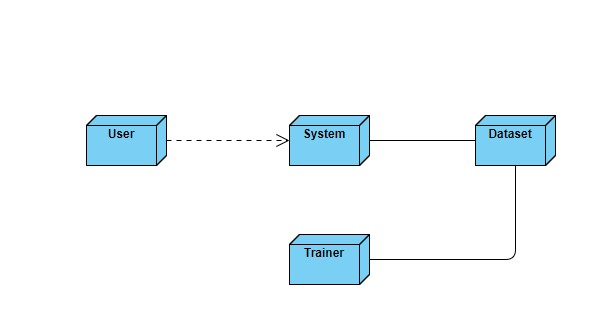 User
System
Dataset
Trainer